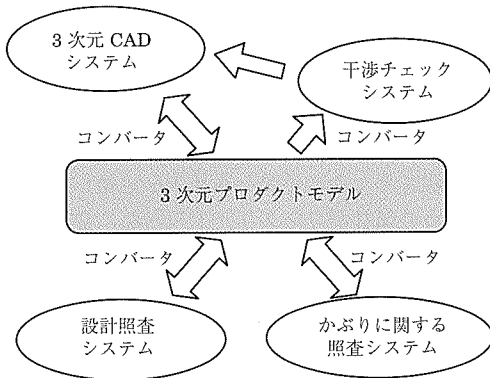 3 次元 CAD
システム
干渉チェック
システム
コンバータ
コンバータ
3 次元プロダクトモデル
コンバータ
コンバータ
設計照査
システム
かぶりに関する
照査システム